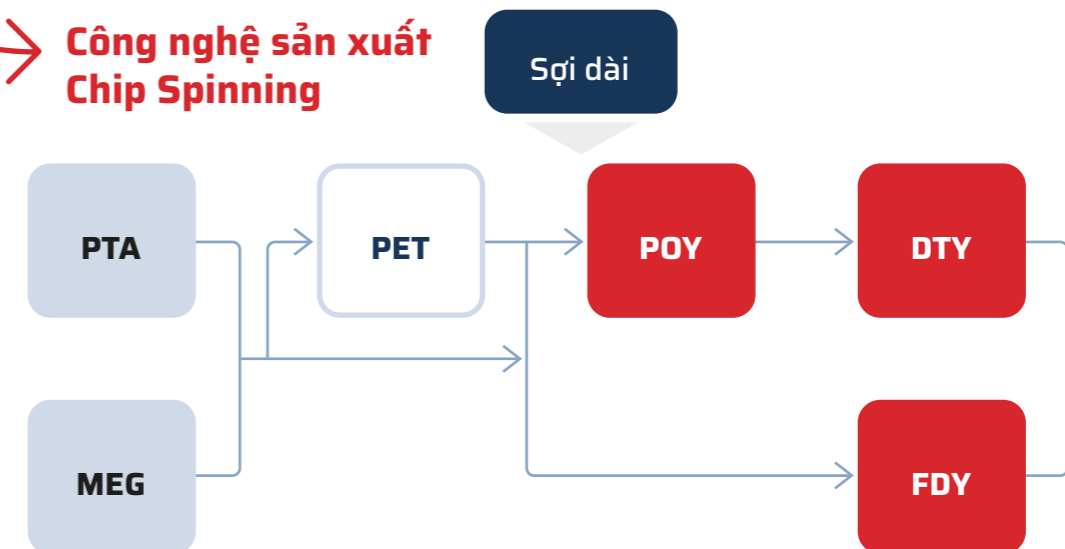 Công nghệ sản xuất
Chip Spinning
Sợi dài
PTA
PET
POY
DTY
MEG
FDY